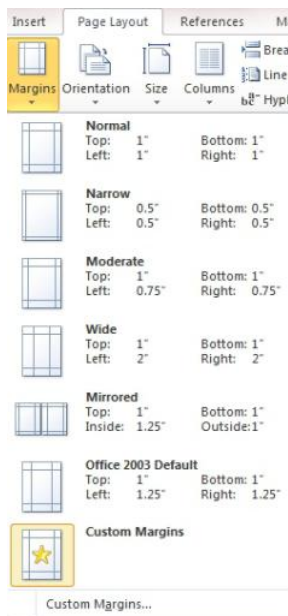 Insert Page Layout References M
Brea
Line
Margins Orientation Size Columns
Hyph
Normal
Top: 1" Bottom: 1"
Left: 1" Right: 1"
Narrow
Top: 0.5" Bottom: 0.5"
Left: 0.5" Right: 0.5"
Moderate
Top: 1" Bottom: 1"
Left: 0.75" Right: 0.75"
Wide
Top: 1" Bottom: 1"
Left: 2" Right: 2"
Mirrored
Top: 1" Bottom: 1"
Inside: 1.25" Outside:1"
Office 2003 Default
Top: 1" Bottom: 1"
Left: 1.25" Right: 1.25"
Custom Margins
Custom Margins...